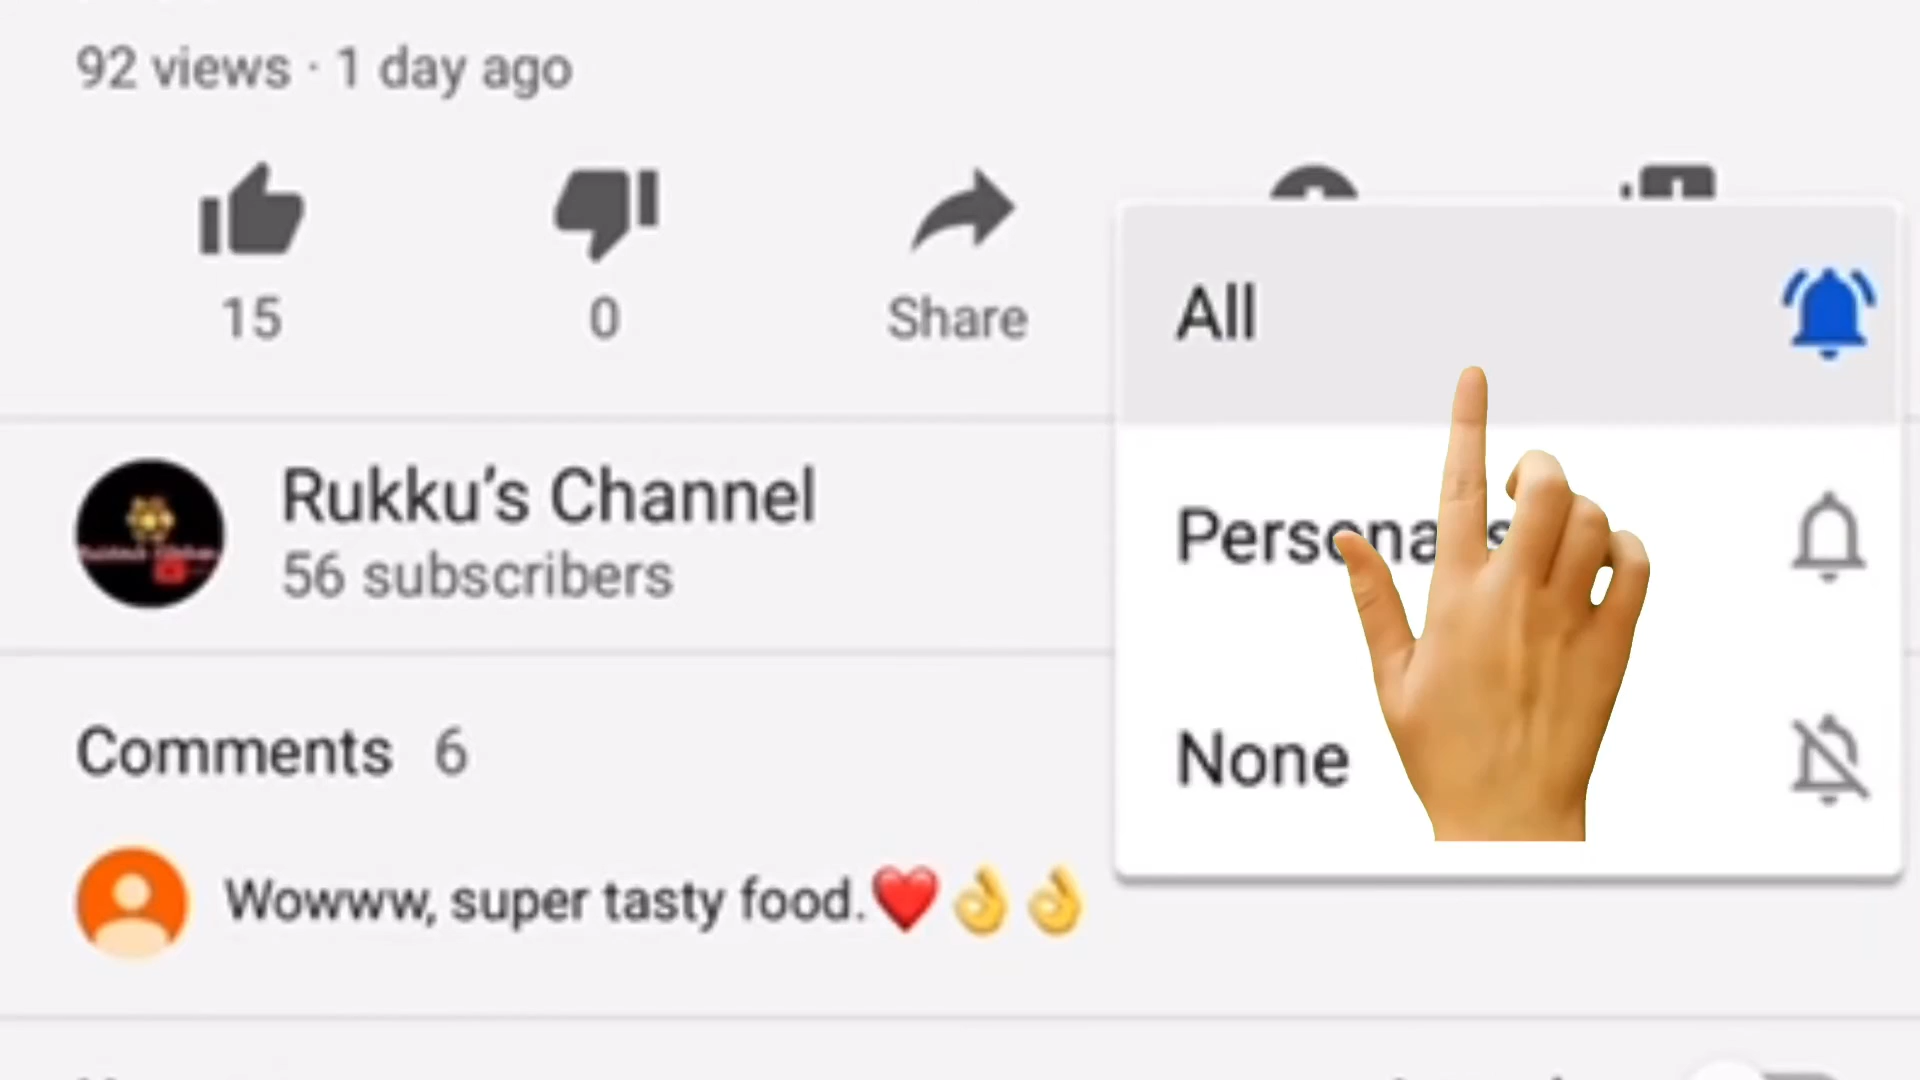 92 views · 1 day ago
15
0
Share
All
Rukku's Channel
56 subscribers
None
Comments 6
Wowww, super tasty food.❤️👌👌